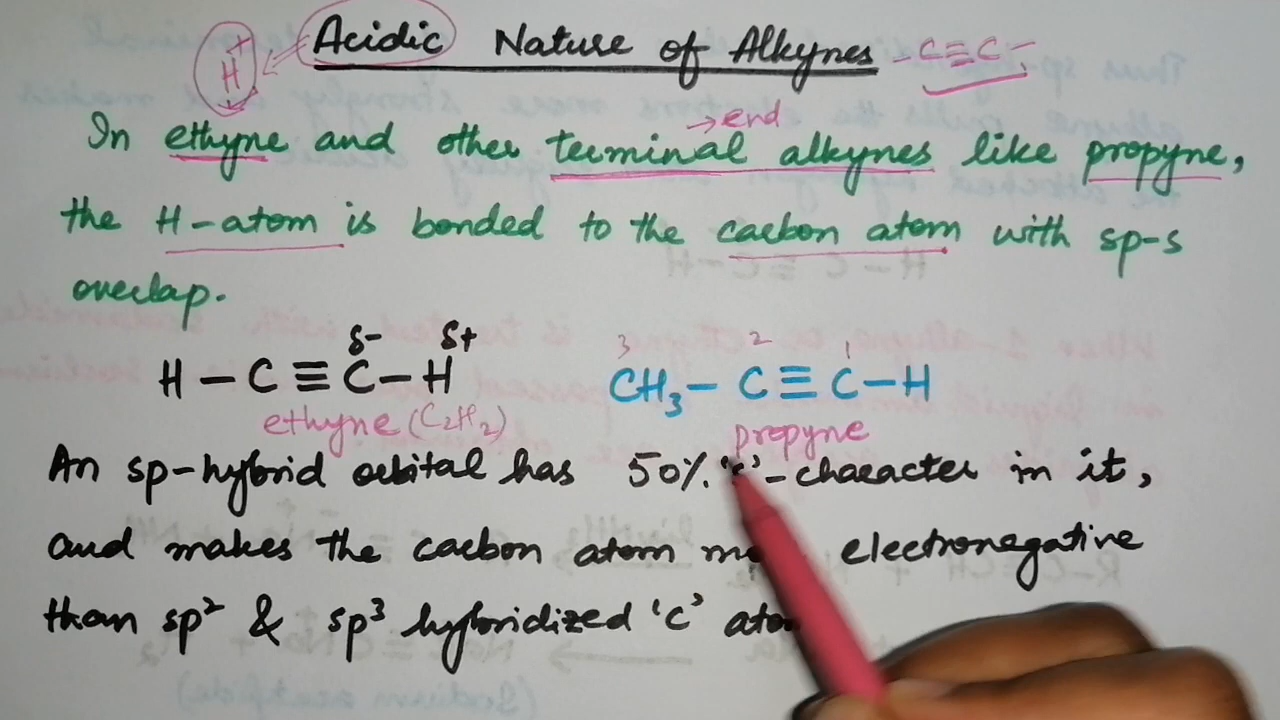 H⁺ Acidic Nature of Alkynes -C≡C-
→end
In ethyne and other terminal alkynes like propyne,
the H-atom is bonded to the carbon atom with sp-s
overlap.
δ- δ+
H-C≡C-H
ethyne (C₂H₂)
3 2 1
CH₃-C≡C-H
propyne
An sp-hybrid orbital has 50% -character in it,
and makes the carbon atom electronegative
than sp² & sp³ hybridized 'C'